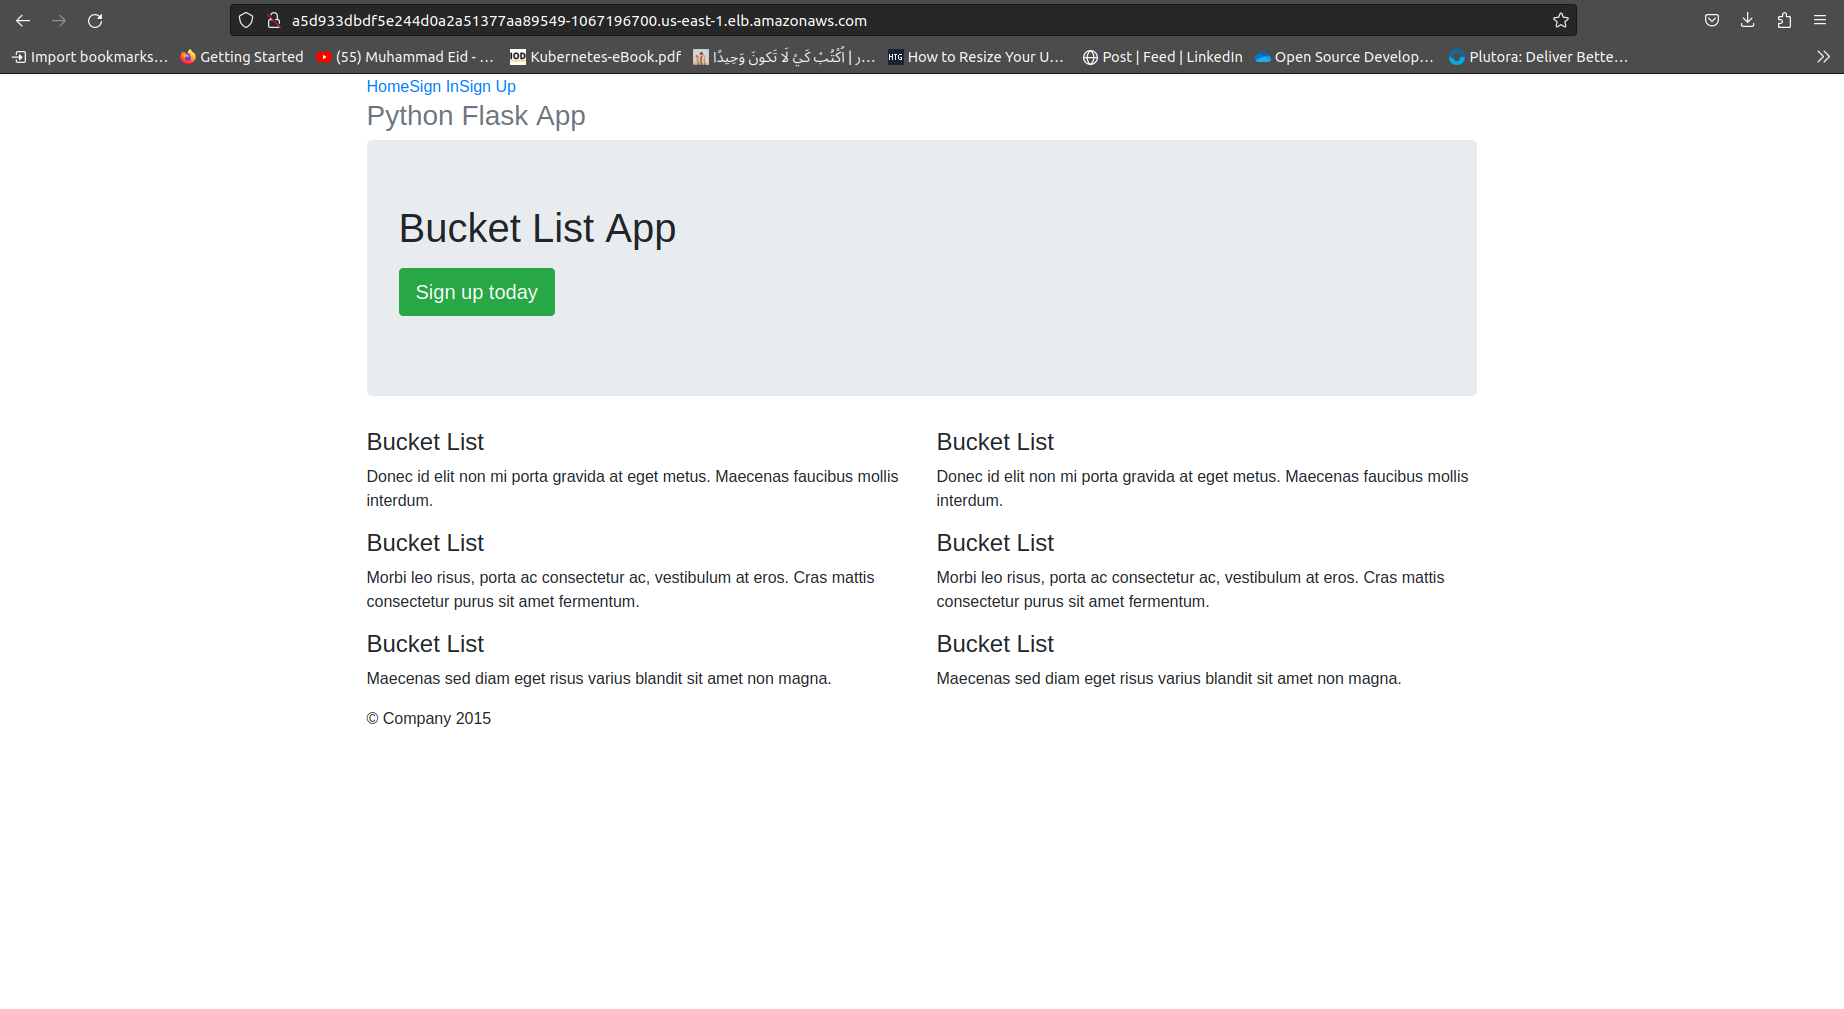 a5d933dbdf5e244d0a2a51377aa89549-1067196700.us-east-1.elb.amazonaws.com
Import bookmarks… Getting Started (55) Muhammad Eid - … Kubernetes-eBook.pdf اُكْتُبْ كَيْ لَا تَكونَ وَحِيدًا | ر… How to Resize Your U… Post | Feed | LinkedIn Open Source Develop… Plutora: Deliver Bette…
HomeSign InSign Up
Python Flask App
Bucket List App
Sign up today
Bucket List
Donec id elit non mi porta gravida at eget metus. Maecenas faucibus mollis
interdum.
Bucket List
Morbi leo risus, porta ac consectetur ac, vestibulum at eros. Cras mattis
consectetur purus sit amet fermentum.
Bucket List
Maecenas sed diam eget risus varius blandit sit amet non magna.
Bucket List
Donec id elit non mi porta gravida at eget metus. Maecenas faucibus mollis
interdum.
Bucket List
Morbi leo risus, porta ac consectetur ac, vestibulum at eros. Cras mattis
consectetur purus sit amet fermentum.
Bucket List
Maecenas sed diam eget risus varius blandit sit amet non magna.
© Company 2015